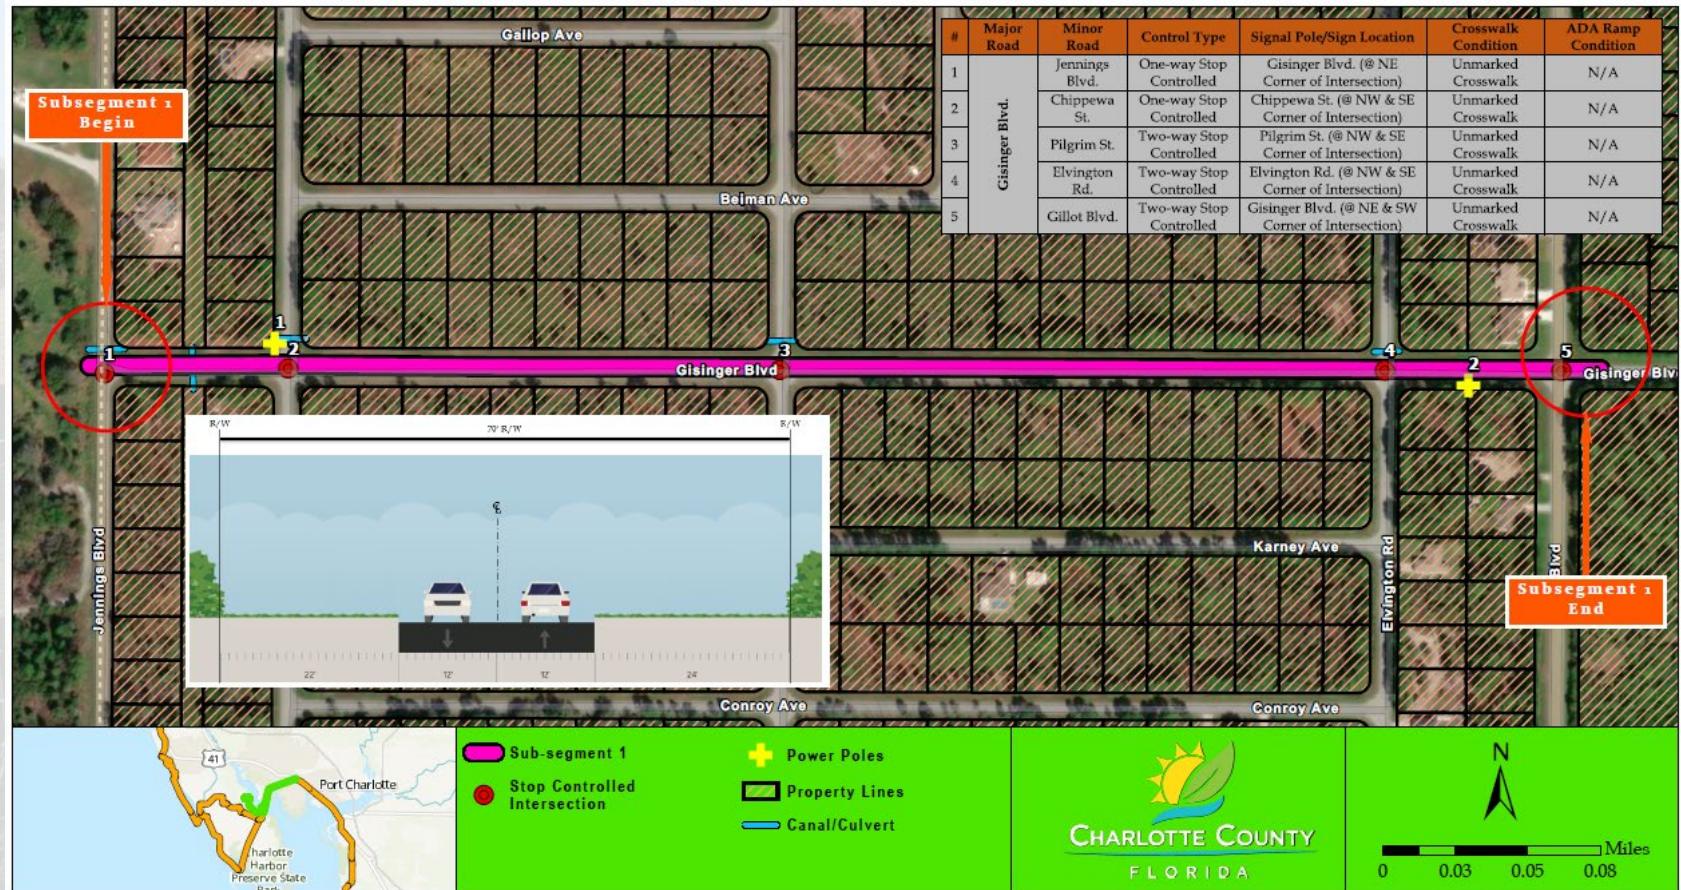 Gallop Ave
Beiman Ave
Subsegment 1
Begin
# Major Road Minor Road Control Type Signal Pole/Sign Location Crosswalk Condition ADA Ramp Condition
Gisinger Blvd.
1 Jennings Blvd. One-way Stop Controlled Gisinger Blvd. (@ NE Corner of Intersection) Unmarked Crosswalk N/A
2 Chippewa St. One-way Stop Controlled Chippewa St. (@ NW & SE Corner of Intersection) Unmarked Crosswalk N/A
3 Pilgrim St. Two-way Stop Controlled Pilgrim St. (@ NW & SE Corner of Intersection) Unmarked Crosswalk N/A
4 Elvington Rd. Two-way Stop Controlled Elvington Rd. (@ NW & SE Corner of Intersection) Unmarked Crosswalk N/A
5 Gillot Blvd. Two-way Stop Controlled Gisinger Blvd. (@ NE & SW Corner of Intersection) Unmarked Crosswalk N/A
1
1
2
3
4
2
5
Gisinger Blvd
Gisinger Blv
R/W
70' R/W
R/W
℄
22'
12'
12'
24'
Jennings Blvd
Karney Ave
Elvington Rd
Blvd
Subsegment 1
End
Conroy Ave
Conroy Ave
41
Port Charlotte
harlotte
Harbor
Preserve State
Sub-segment 1
Stop Controlled
Intersection
Power Poles
Property Lines
Canal/Culvert
CHARLOTTE COUNTY
FLORIDA
N
Miles
0 0.03 0.05 0.08